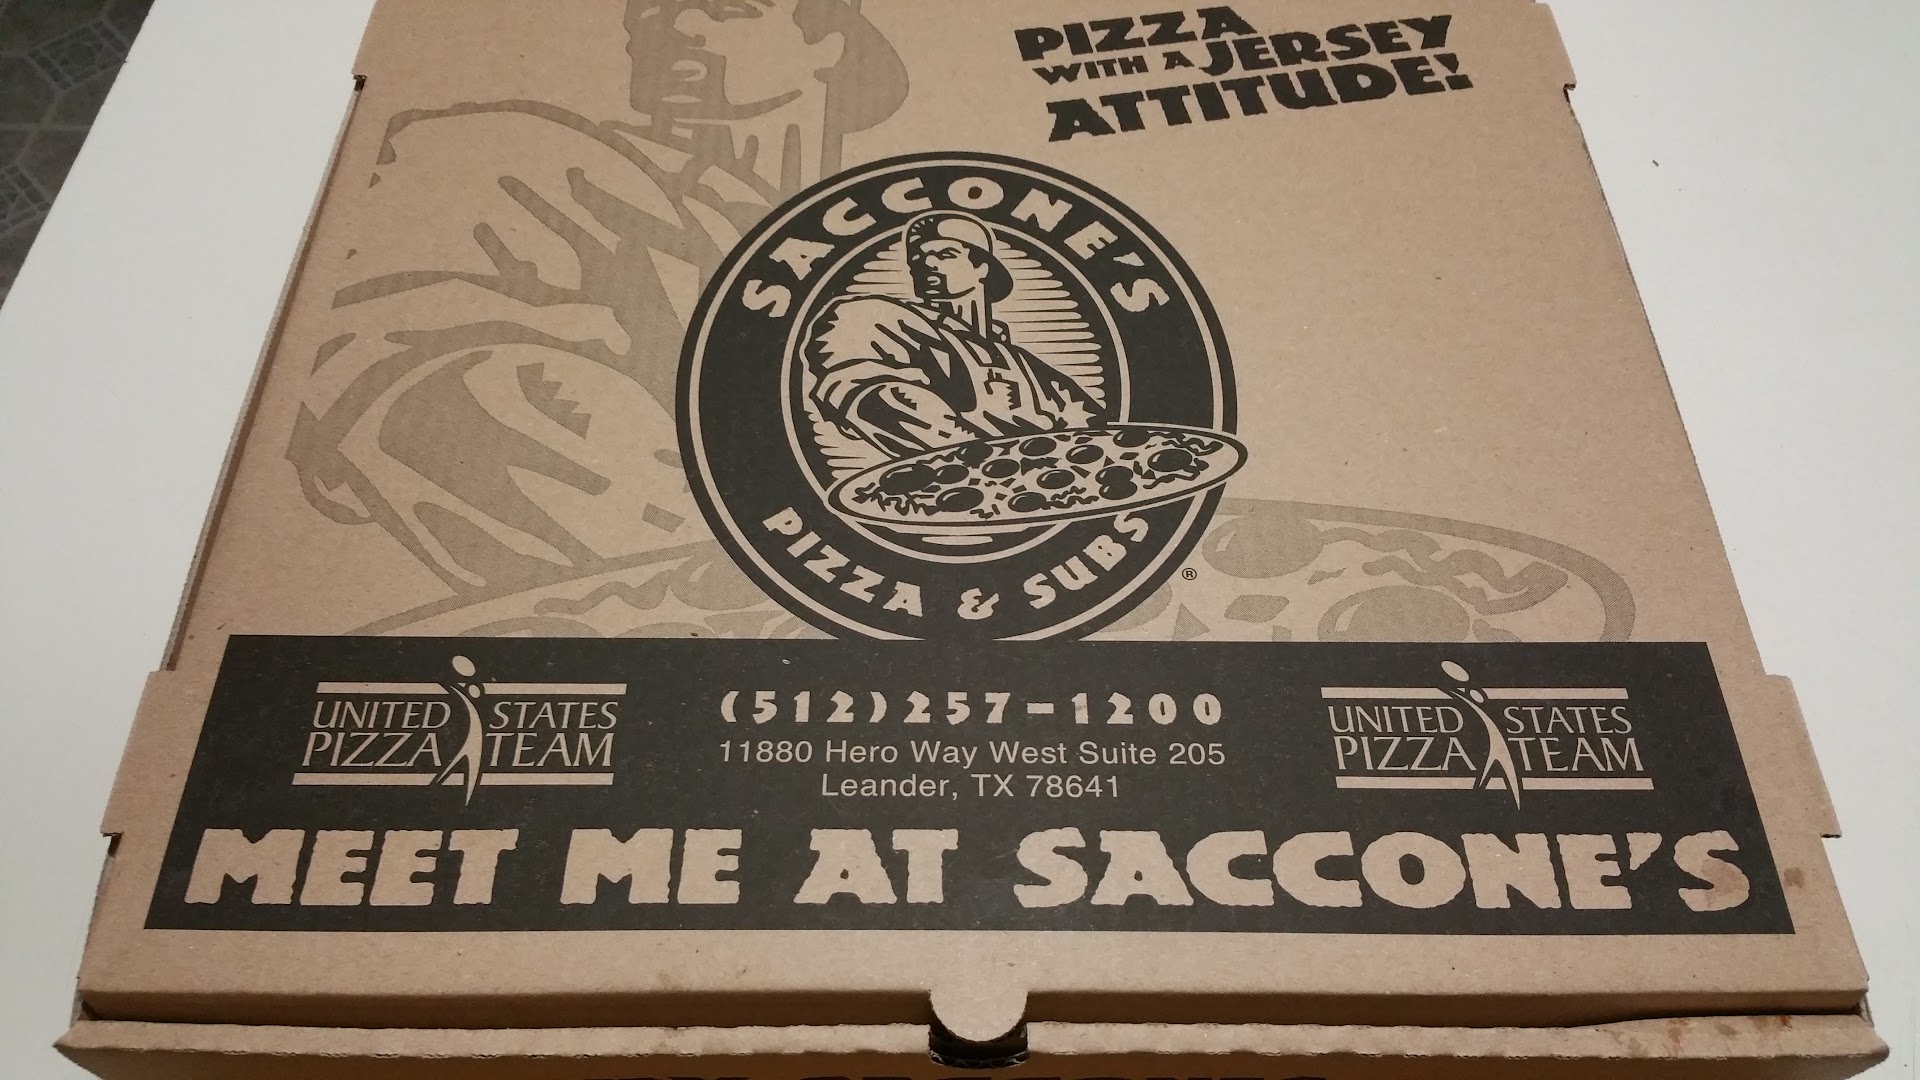 PIZZA
WITH A JERSEY
ATTITUDE!
SACCONE'S
PIZZA & SUBS
®
UNITED STATES
PIZZA TEAM
(512)257-1200
11880 Hero Way West Suite 205
Leander, TX 78641
UNITED STATES
PIZZA TEAM
MEET ME AT SACCONE'S